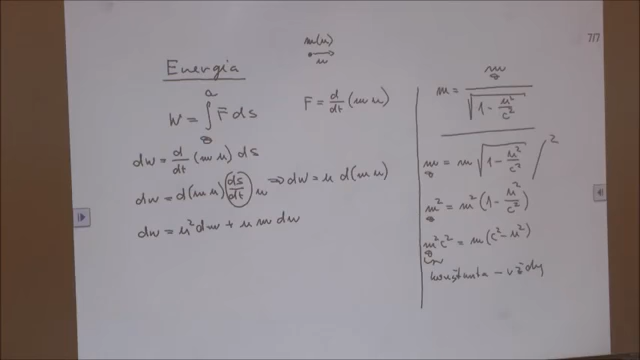 7/7
m(u)
u
Energia
W = ∫₀ᵃ F ds
F = d/dt (m u)
dw = d/dt (m u) ds
dw = d(m u) ds/dt u ⇒ dw = u d(m u)
dw = u² dm + u m du
m = m₀ / √(1 - u²/c²)
m₀ = m √(1 - u²/c²) /²
m₀² = m² (1 - u²/c²)
m₀² c² = m (c² - u²)
konštanta - vždy